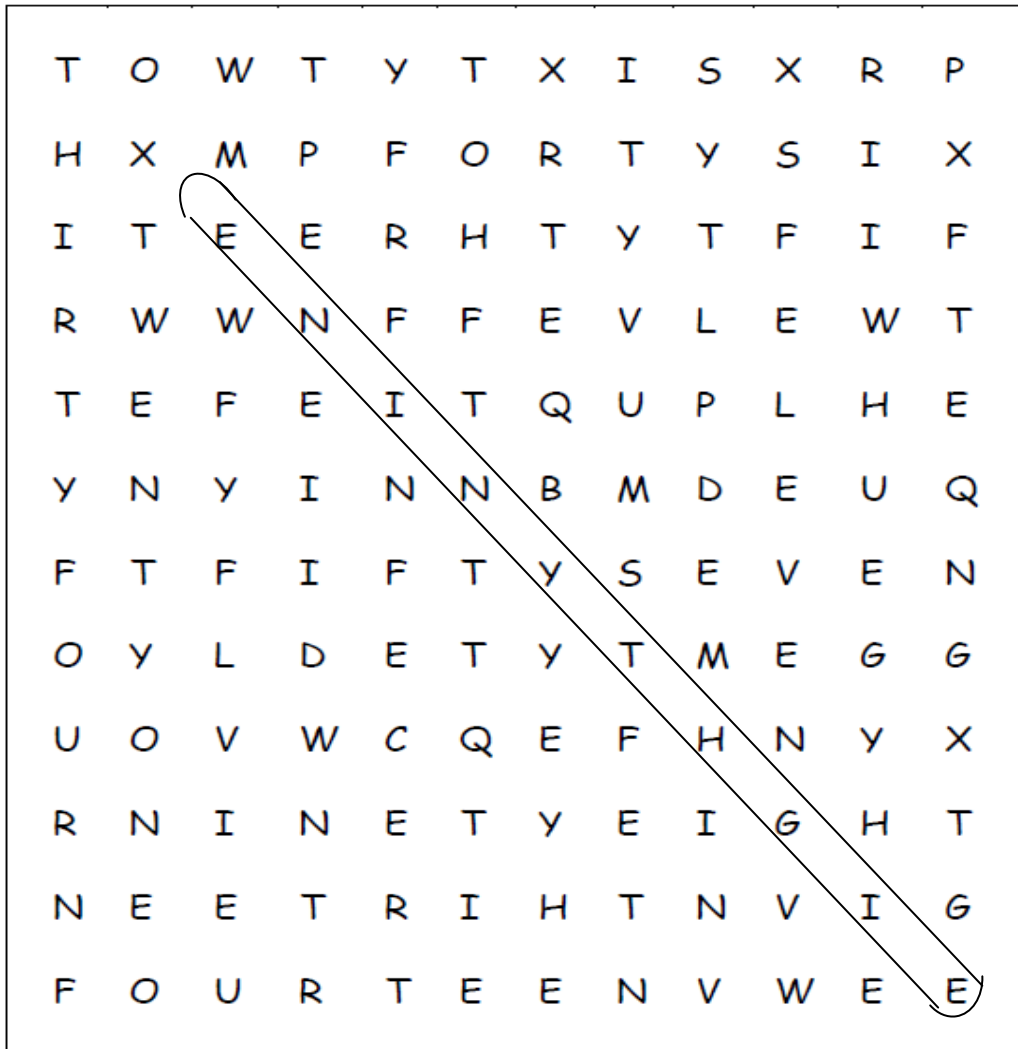 T O W T Y T X I S X R P
H X M P F O R T Y S I X
I T E E R H T Y T F I F
R W W N F F E V L E W T
T E F E I T Q U P L H E
Y N Y I N N B M D E U Q
F T F I F T Y S E V E N
O Y L D E T Y T M E G G
U O V W C Q E F H N Y X
R N I N E T Y E I G H T
N E E T R I H T N V I G
F O U R T E E N V W E E